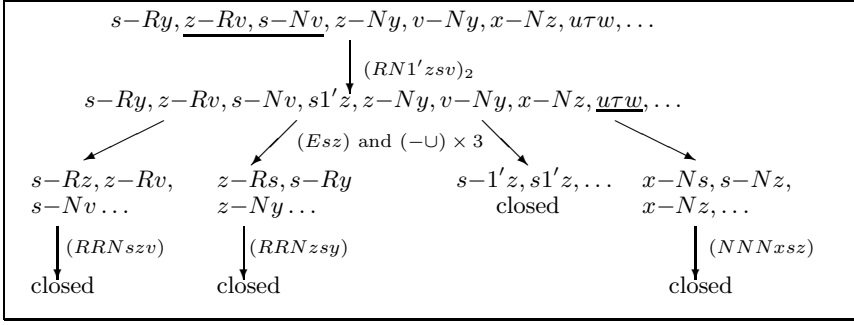 s−Ry, z−Rv, s−Nv, z−Ny, v−Ny, x−Nz, uτw, …
(RN1′zsv)₂
s−Ry, z−Rv, s−Nv, s1′z, z−Ny, v−Ny, x−Nz, uτw, …
(Esz) and (−∪) × 3
s−Rz, z−Rv, z−Rs, s−Ry s−1′z, s1′z, … x−Ns, s−Nz,
s−Nv … z−Ny … closed x−Nz, …
(RRNszv) (RRNzsy) (NNNxsz)
closed closed closed